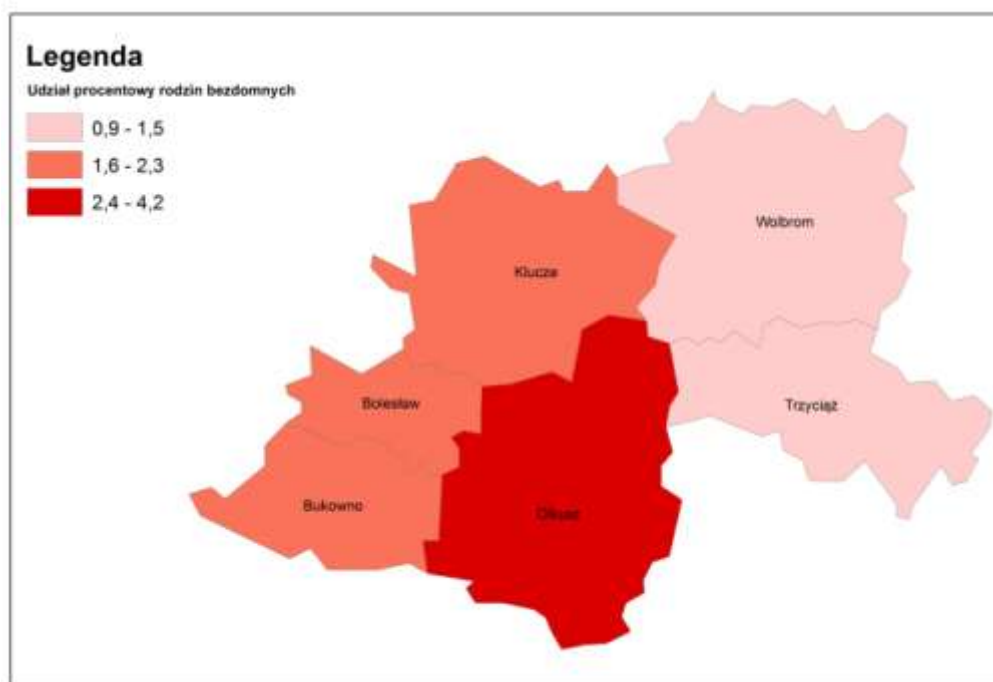 Legenda
Udział procentowy rodzin bezdomnych
0,9 - 1,5
1,6 - 2,3
2,4 - 4,2
Wolbrom
Klucza
Bolesław
Trzyciąż
Bukowno
Olkusz